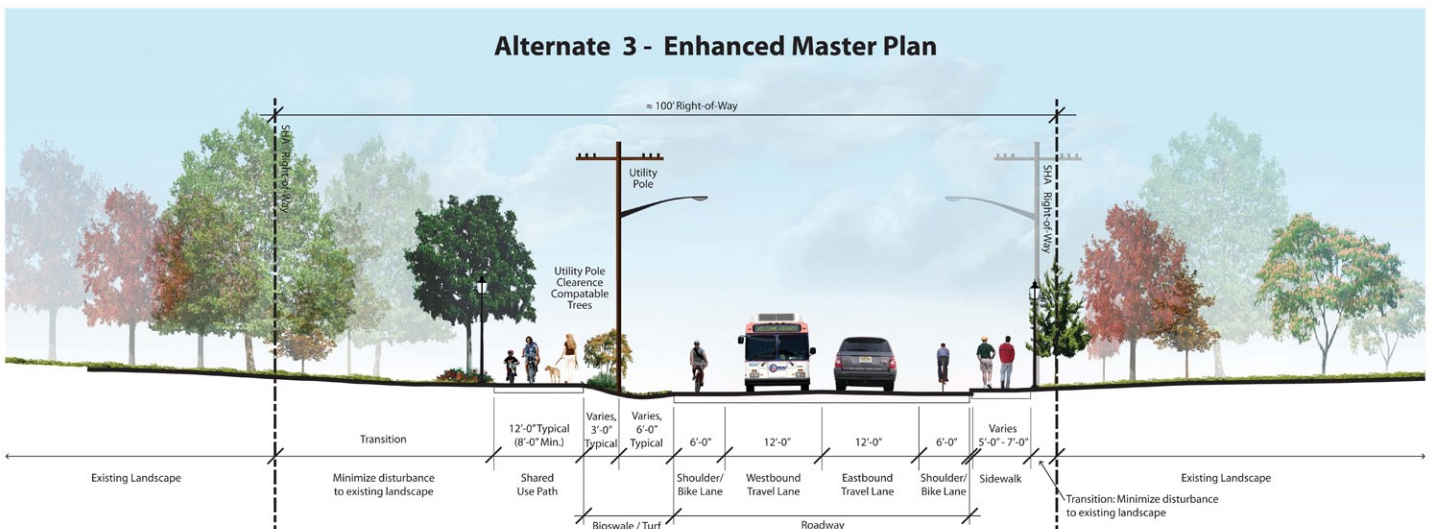 Alternate 3 - Enhanced Master Plan
≈ 100' Right-of-Way
SHA Right-of-Way
SHA Right-of-Way
Utility
Pole
Utility Pole
Clearence
Compatable
Trees
WELCOME ABOARD
Transition
12'-0" Typical
(8'-0" Min.)
Varies,
3'-0"
Typical
Varies,
6'-0"
Typical
6'-0"
12'-0"
12'-0"
6'-0"
Varies
5'-0" - 7'-0"
Existing Landscape
Minimize disturbance
to existing landscape
Shared
Use Path
Shoulder/
Bike Lane
Westbound
Travel Lane
Eastbound
Travel Lane
Shoulder/
Bike Lane
Sidewalk
Existing Landscape
Transition: Minimize disturbance
to existing landscape
Bioswale / Turf
Roadway